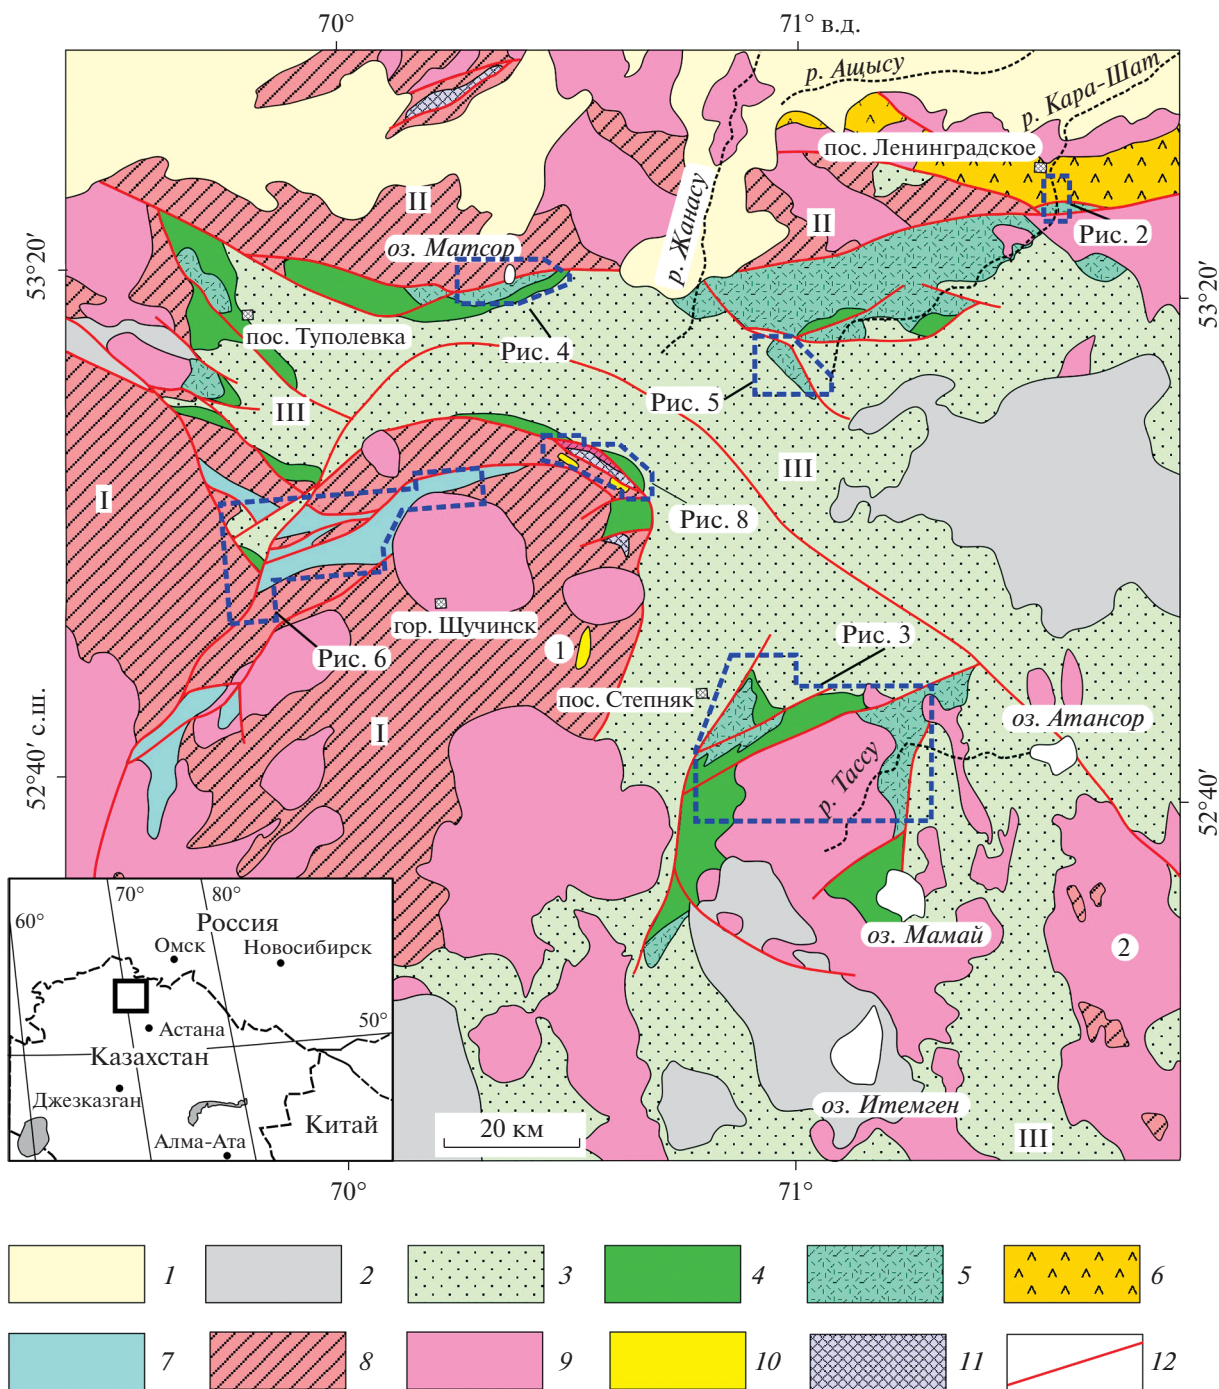 70°
71° в.д.
р. Ащысу
р. Кара-Шат
пос. Ленинградское
II
р. Жанасу
II
Рис. 2
оз. Матсор
53°20′
53°20′
пос. Туполевка
Рис. 4
Рис. 5
III
III
I
Рис. 8
гор. Щучинск
Рис. 3
1
Рис. 6
пос. Степняк
I
оз. Атансор
р. Тассу
52°40′ с.ш.
52°40′
70°
80°
60°
Россия
Омск
Новосибирск
оз. Мамай
2
50°
Астана
Казахстан
Джезказган
Китай
Алма-Ата
оз. Итемген
20 км
III
70°
71°
1
2
3
4
5
6
7
8
9
10
11
12